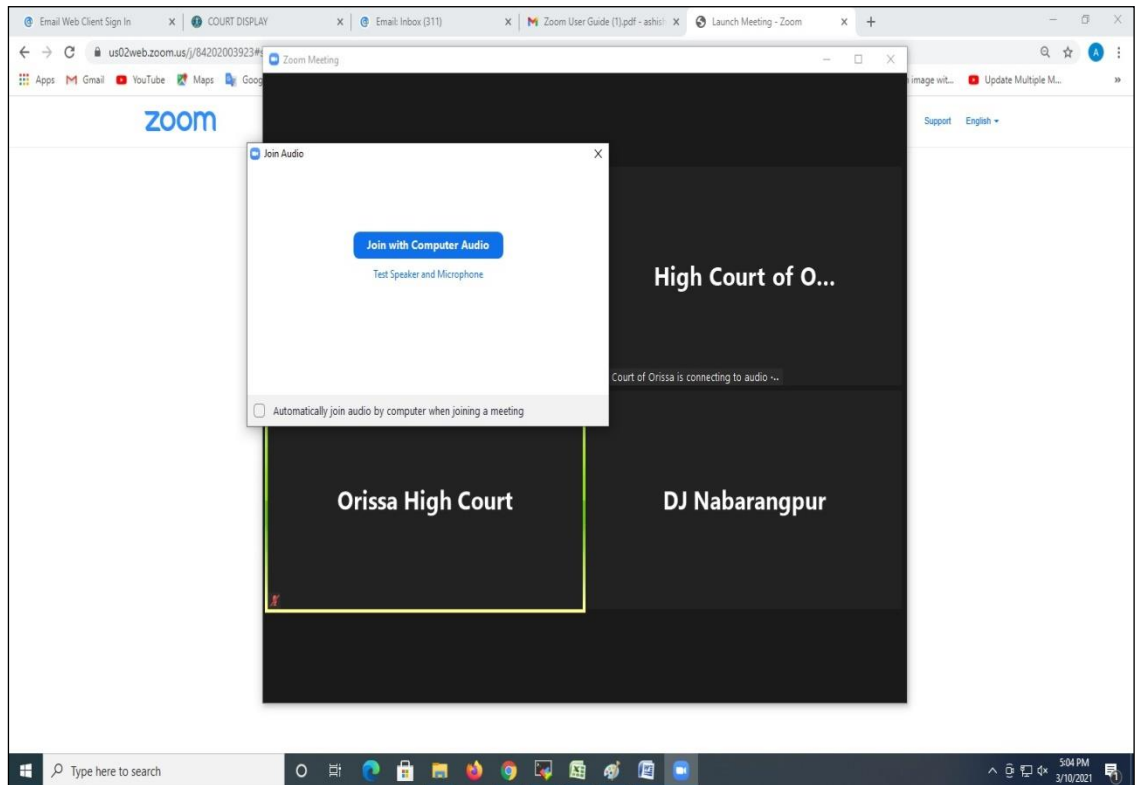 Email Web Client Sign In
COURT DISPLAY
Email: Inbox (311)
Zoom User Guide (1).pdf - ashish
Launch Meeting - Zoom
us02web.zoom.us/j/84202003923#s
Apps
Gmail
YouTube
Maps
Goog
image wit...
Update Multiple M...
»
zoom
Support
English
Zoom Meeting
Join Audio
Join with Computer Audio
Test Speaker and Microphone
Automatically join audio by computer when joining a meeting
High Court of O...
Court of Orissa is connecting to audio ·..
Orissa High Court
DJ Nabarangpur
Type here to search
5:04 PM
3/10/2021